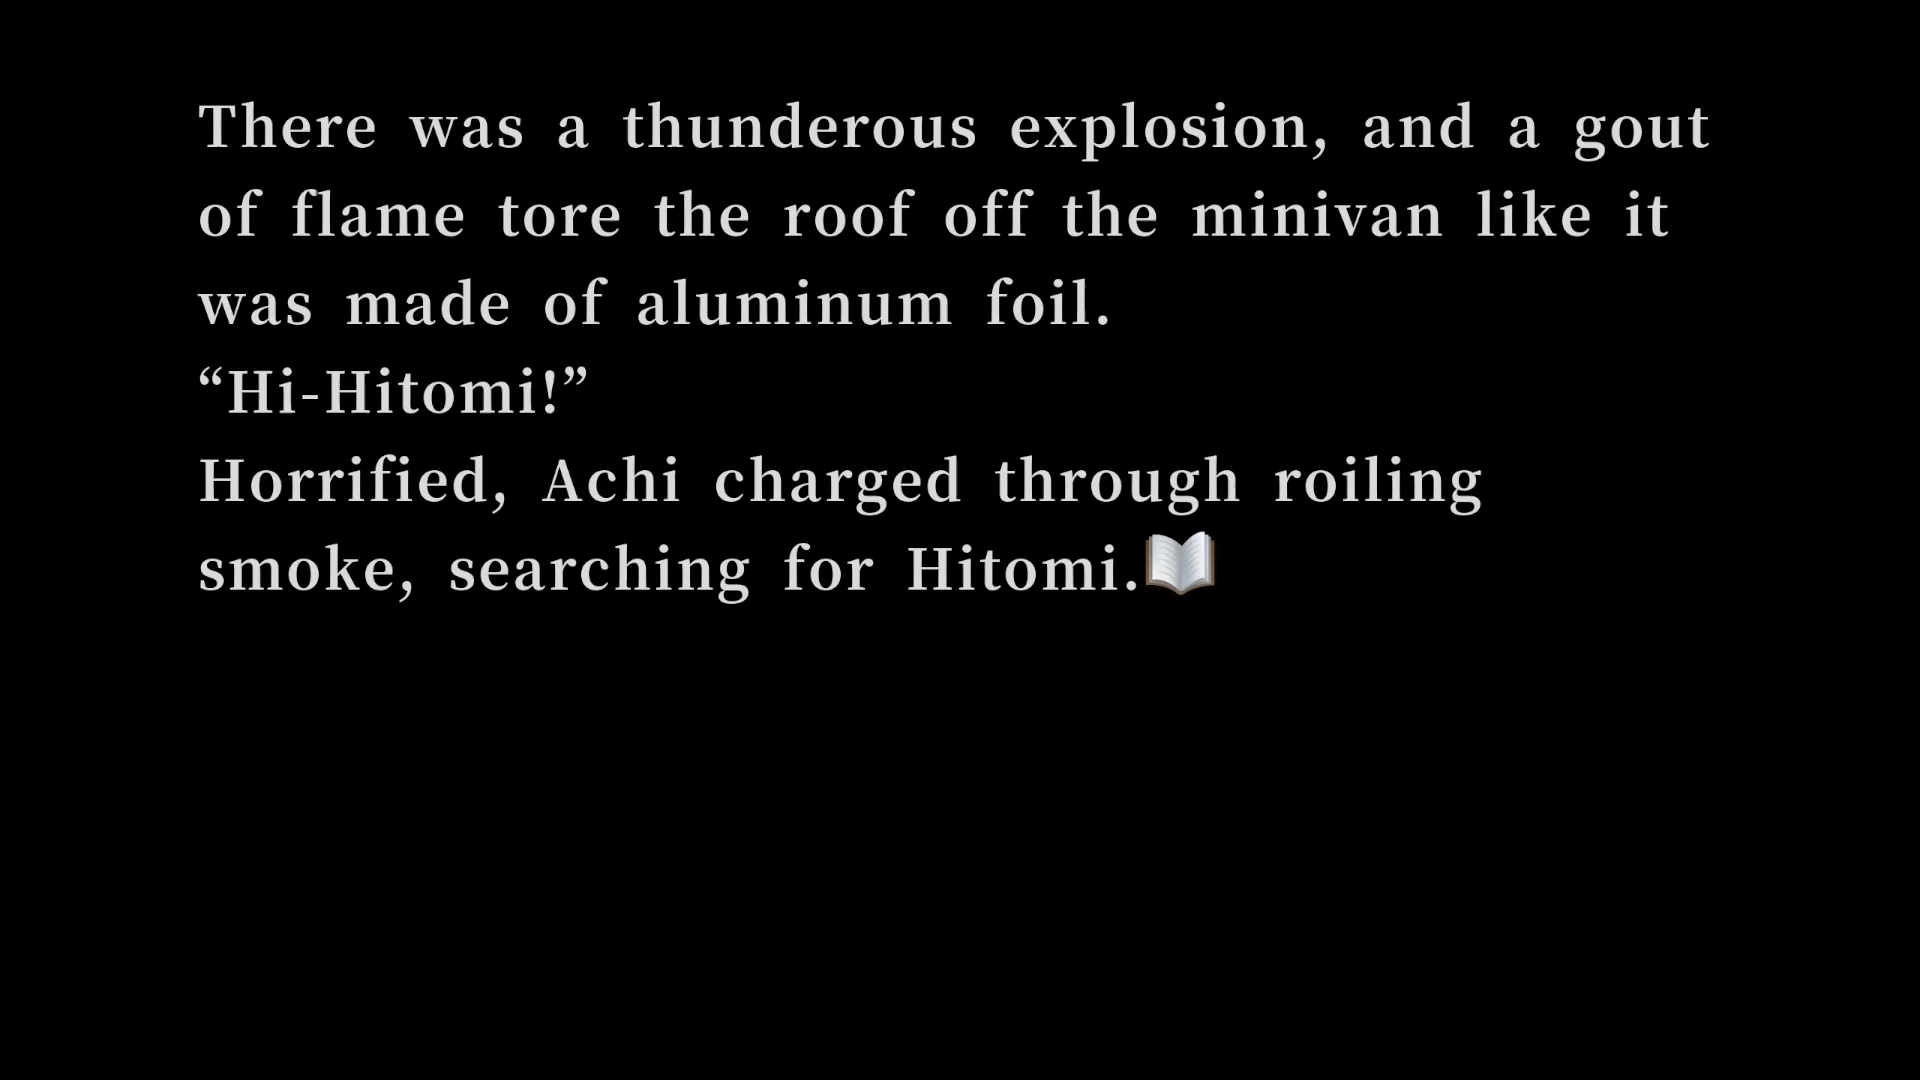 There was a thunderous explosion, and a gout
of flame tore the roof off the minivan like it
was made of aluminum foil.
“Hi-Hitomi!”
Horrified, Achi charged through roiling
smoke, searching for Hitomi.